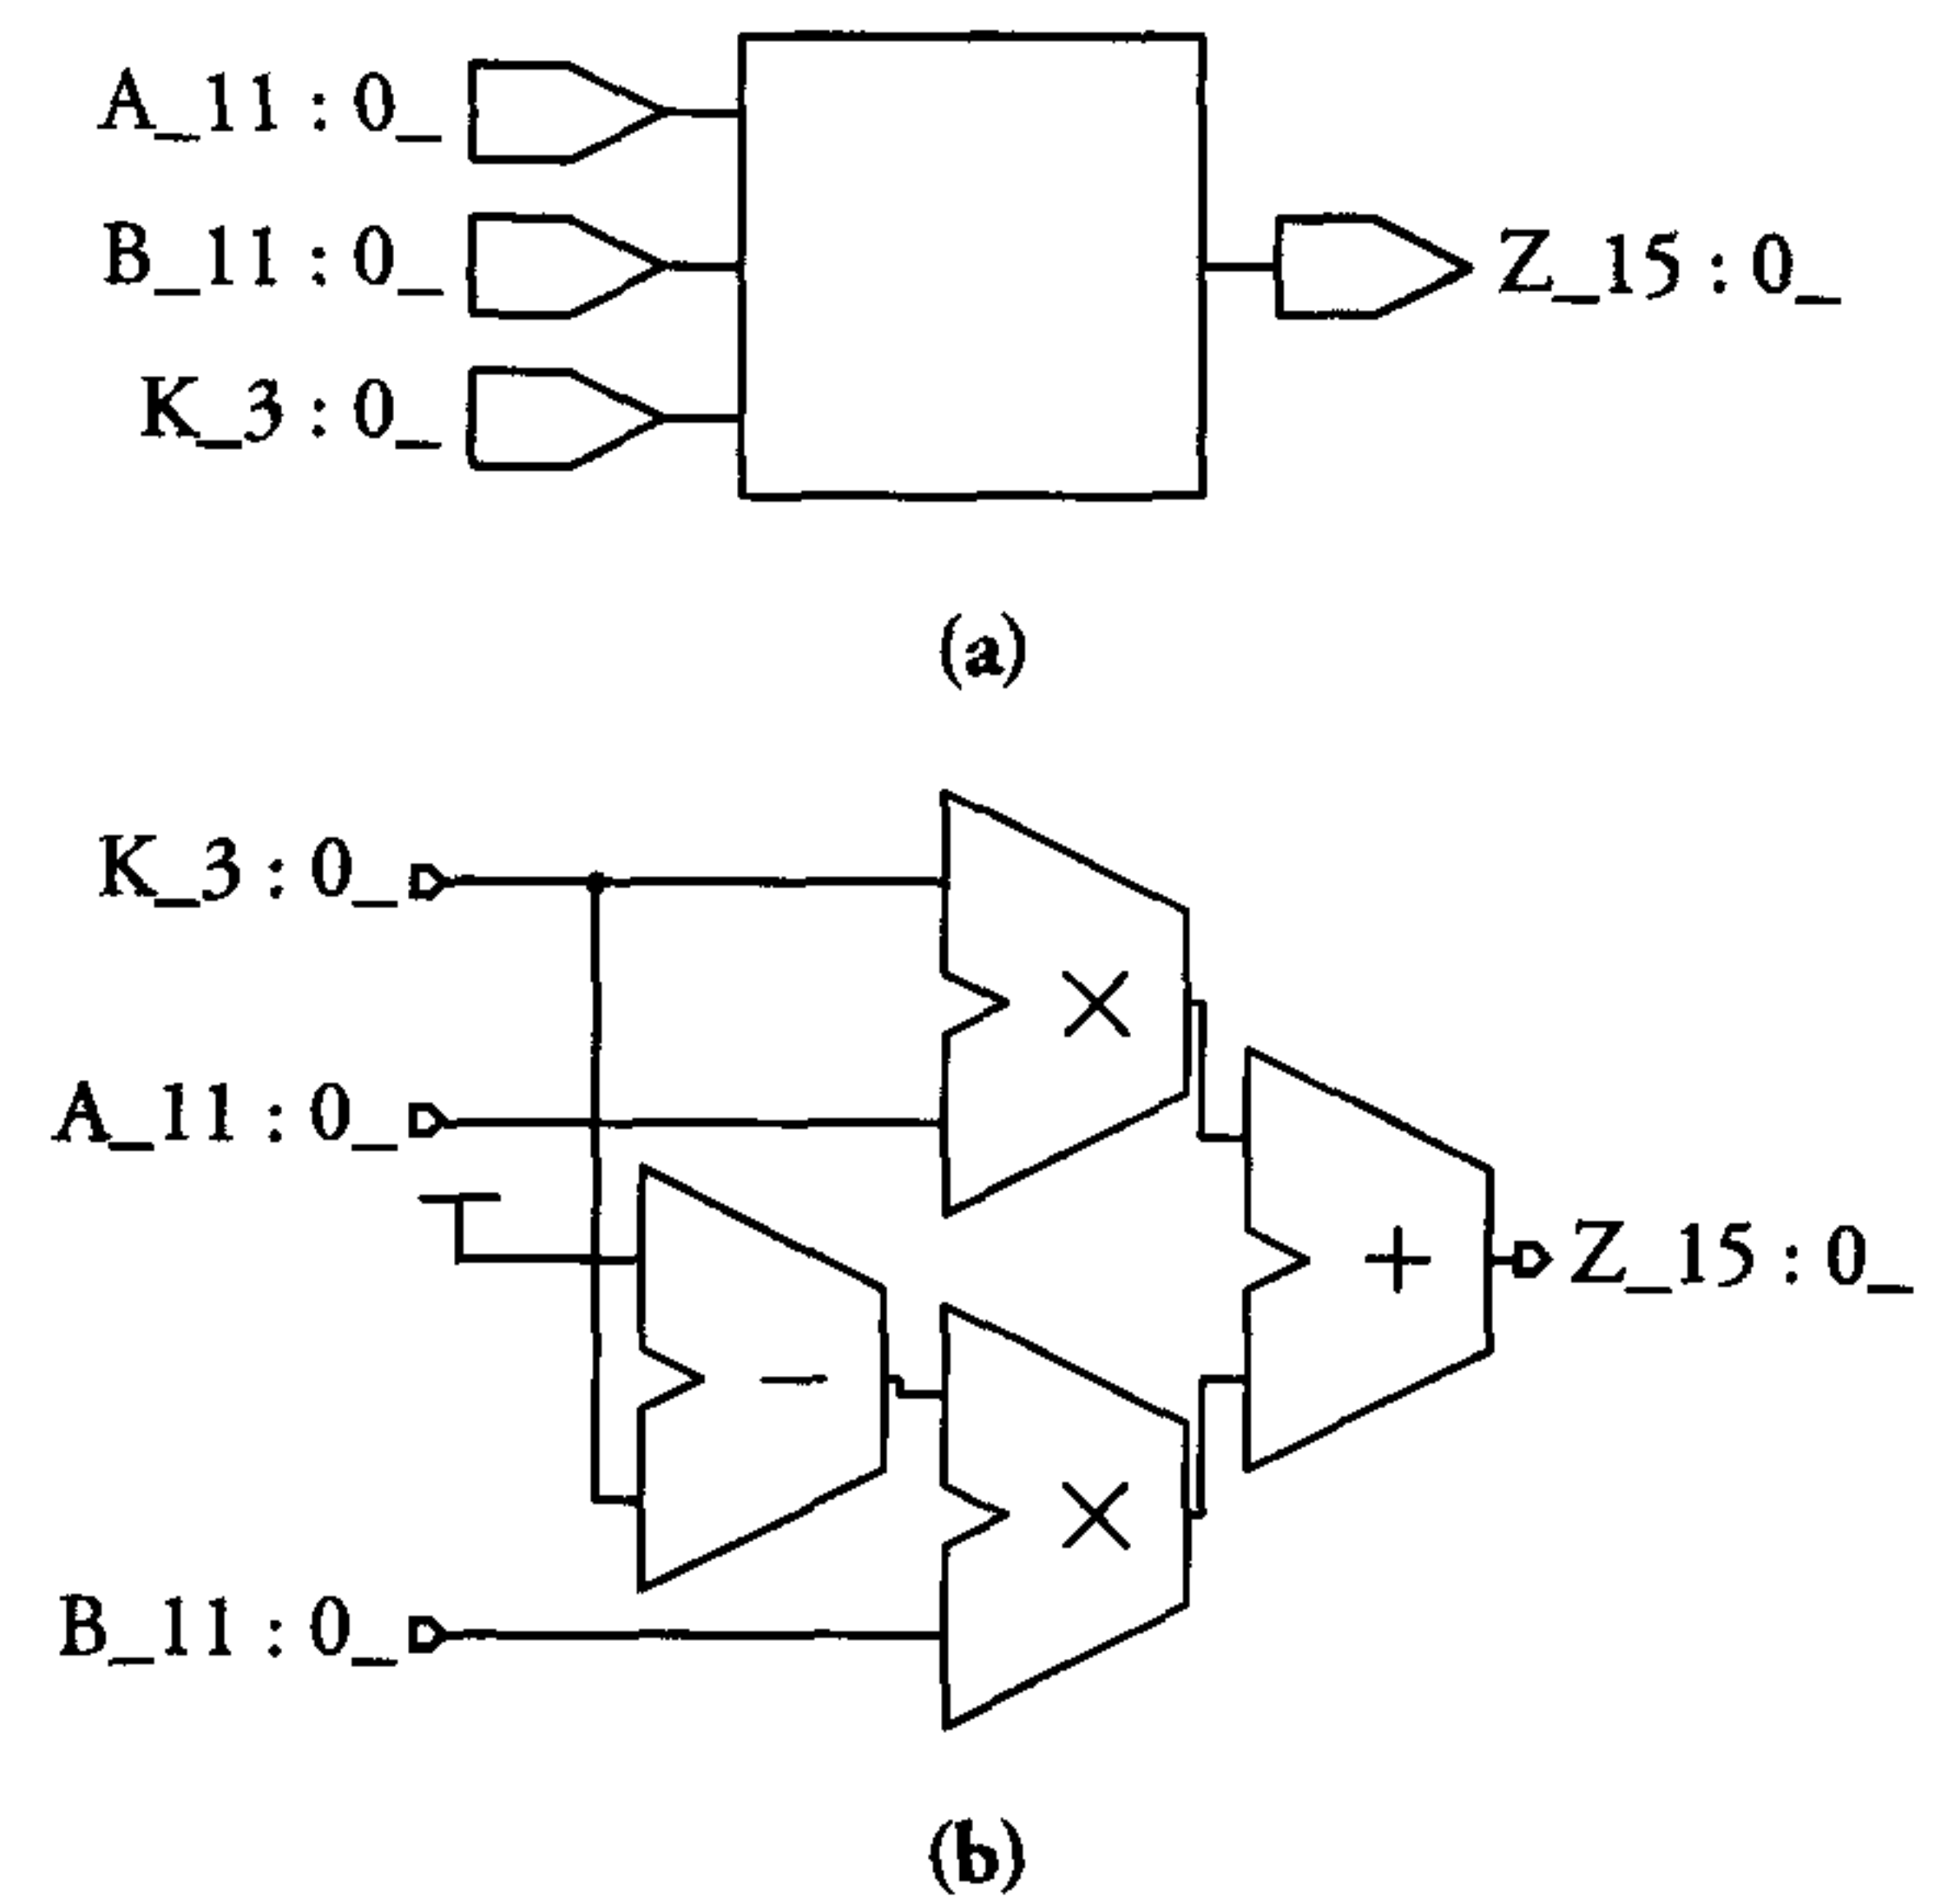 A_11 : 0_
B_11 : 0_
K_3 : 0_
Z_15 : 0_
(a)
K_3 : 0_
×
A_11 : 0_
+
Z_15 : 0_
−
×
B_11 : 0_
(b)